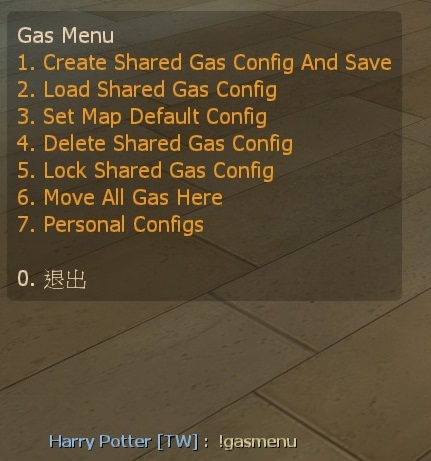 Gas Menu
1. Create Shared Gas Config And Save
2. Load Shared Gas Config
3. Set Map Default Config
4. Delete Shared Gas Config
5. Lock Shared Gas Config
6. Move All Gas Here
7. Personal Configs
0. 退出
Harry Potter [TW] : !gasmenu